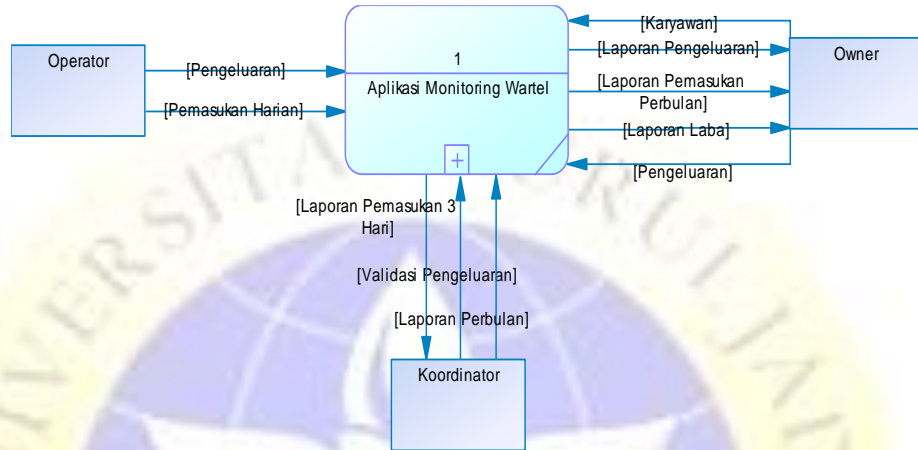 [Karyawan]
Operator
1
[Laporan Pengeluaran]
Owner
[Pengeluaran]
Aplikasi Monitoring Wartel
[Laporan Pemasukan
Perbulan]
[Pemasukan Harian]
[Laporan Laba]
[Pengeluaran]
[Laporan Pemasukan 3
Hari]
[Validasi Pengeluaran]
[Laporan Perbulan]
Koordinator